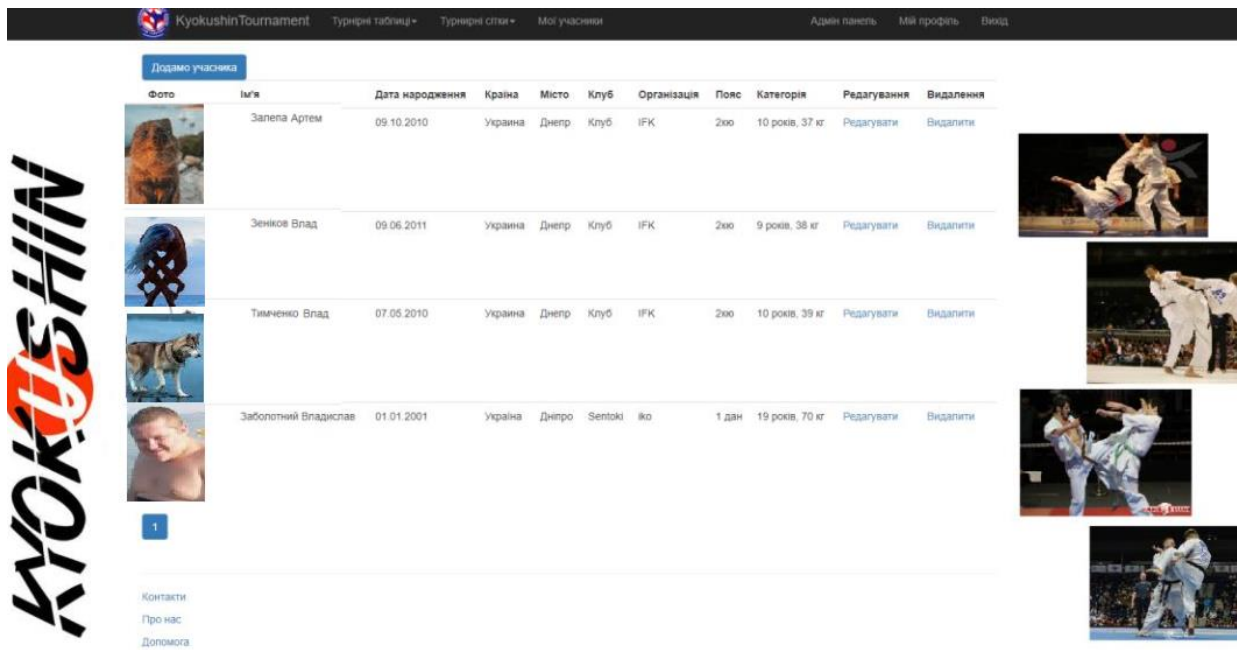 KyokushinTournament Турнірні таблиці Турнирні сітки Мої учасники Адмін панель Мій профіль Вихід
Додамо учасника
Фото Ім'я Дата народження Країна Місто Клуб Організація Пояс Категорія Редагування Видалення
Залепа Артем 09.10.2010 Украина Днепр Клуб IFK 2кю 10 років, 37 кг Редагувати Видалити
Зеніков Влад 09.06.2011 Украина Днепр Клуб IFK 2кю 9 років, 38 кг Редагувати Видалити
Тимченко Влад 07.05.2010 Украина Днепр Клуб IFK 2кю 10 років, 39 кг Редагувати Видалити
Заболотний Владислав 01.01.2001 Україна Дніпро Sentoki iko 1 дан 19 років, 70 кг Редагувати Видалити
1
Контакти
Про нас
Допомога
KYOKUSHIN